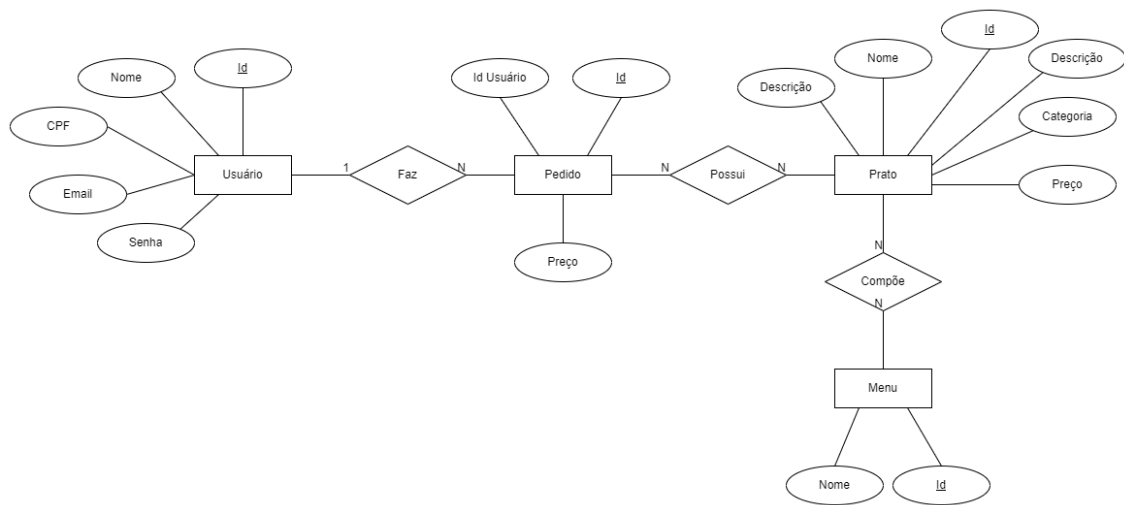 Id
Nome
Id
Nome
Descrição
Id Usuário
Id
Descrição
CPF
Categoria
Usuário
1
Faz
N
Pedido
N
Possui
N
Prato
Preço
Email
Senha
Preço
N
Compõe
N
Menu
Nome
Id